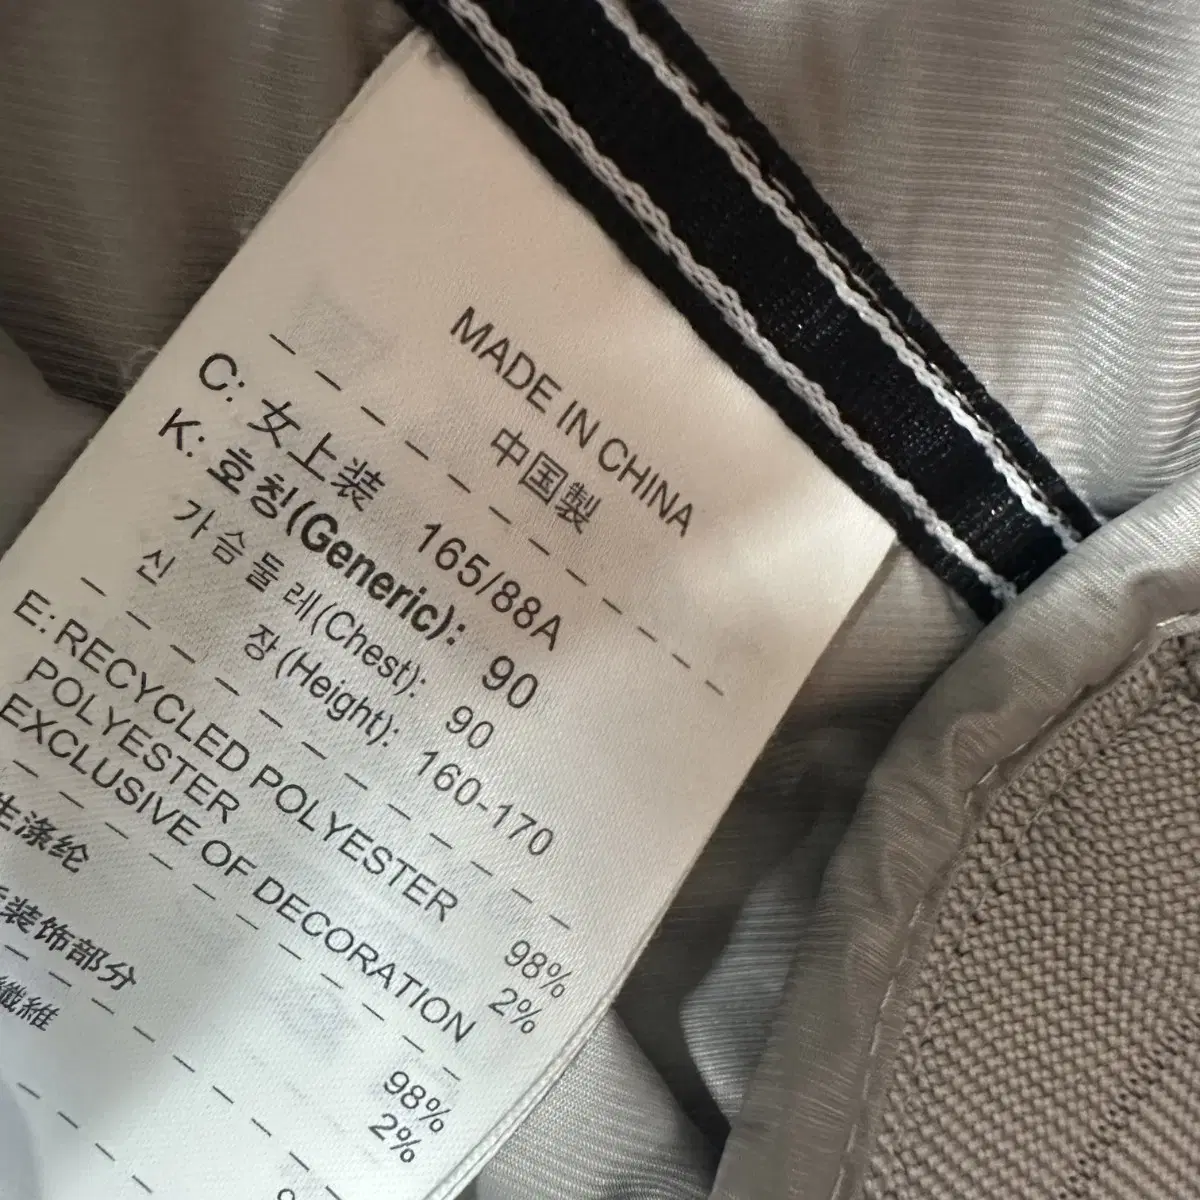 MADE IN CHINA
中国製
C: 女上装 165/88A
K: 호칭(Generic): 90
가슴둘레(Chest): 90
신 장(Height): 160-170
E: RECYCLED POLYESTER 98%
POLYESTER 2%
EXCLUSIVE OF DECORATION
生涤纶 98%
2%
装饰部分
纖維